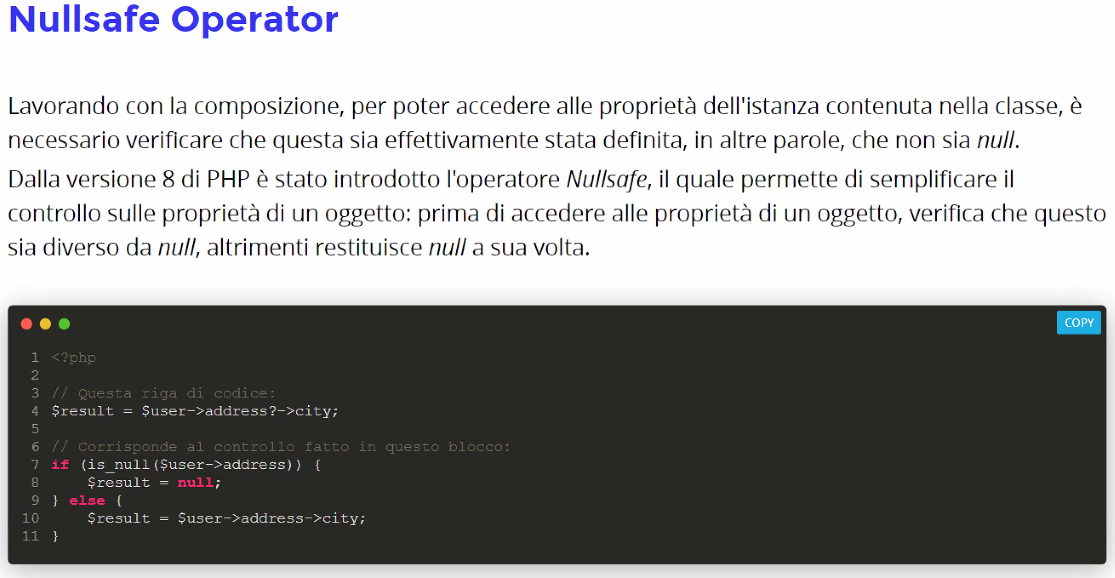 Nullsafe Operator
Lavorando con la composizione, per poter accedere alle proprietà dell'istanza contenuta nella classe, è
necessario verificare che questa sia effettivamente stata definita, in altre parole, che non sia null.
Dalla versione 8 di PHP è stato introdotto l'operatore Nullsafe, il quale permette di semplificare il
controllo sulle proprietà di un oggetto: prima di accedere alle proprietà di un oggetto, verifica che questo
sia diverso da null, altrimenti restituisce null a sua volta.
COPY
1 <?php
2
3 // Questa riga di codice:
4 $result = $user->address?->city;
5
6 // Corrisponde al controllo fatto in questo blocco:
7 if (is_null($user->address)) {
8     $result = null;
9 } else {
10     $result = $user->address->city;
11 }